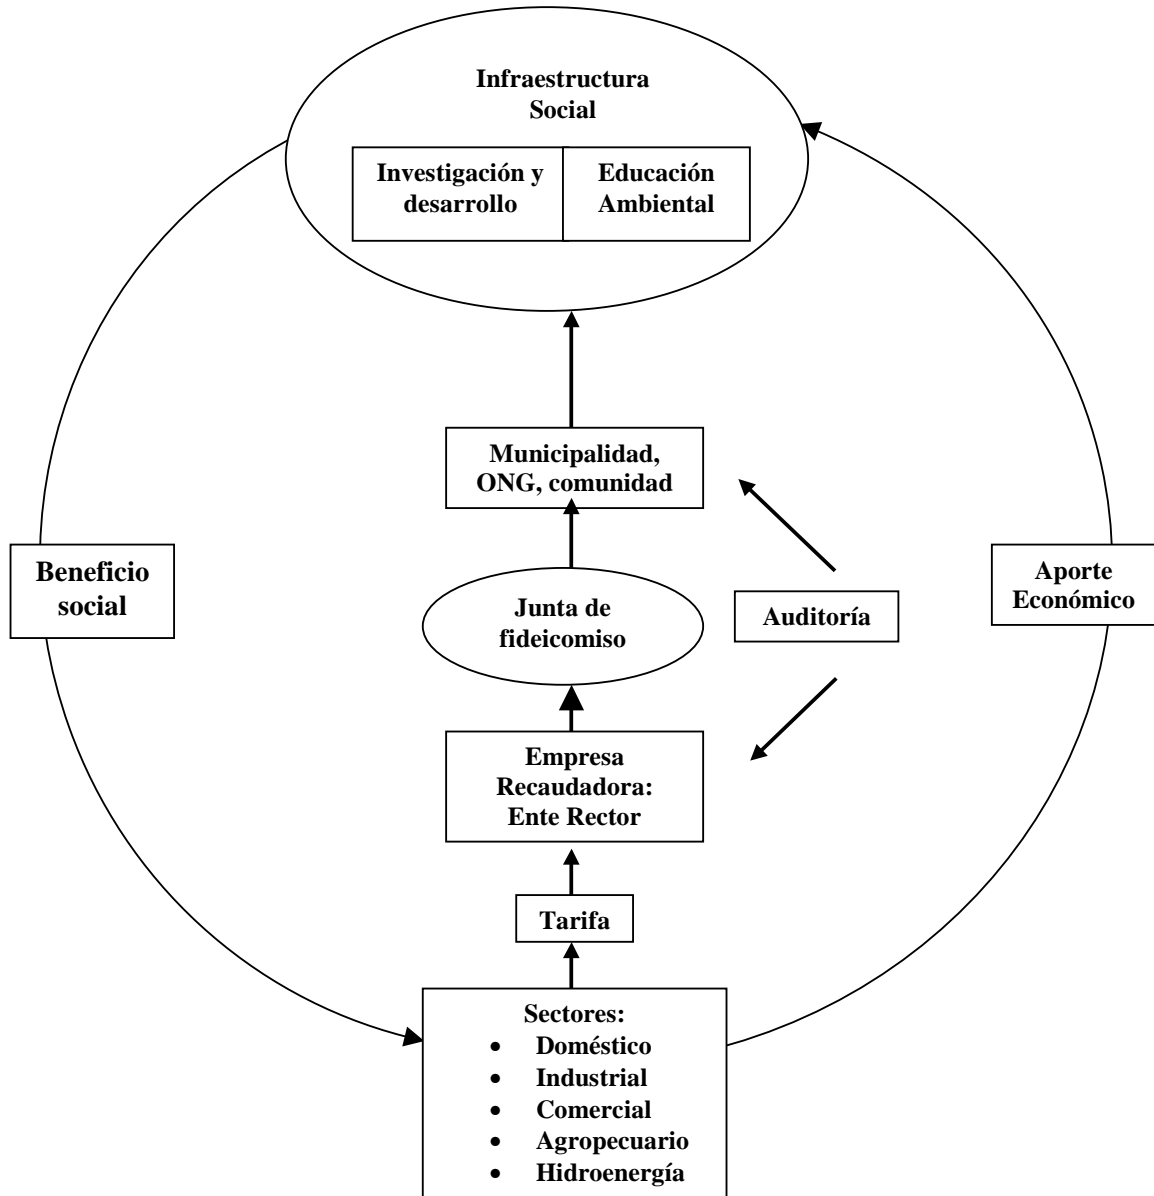 Infraestructura
Social
Investigación y
desarrollo
Educación
Ambiental
Municipalidad,
ONG, comunidad
Beneficio
social
Junta de
fideicomiso
Auditoría
Aporte
Económico
Empresa
Recaudadora:
Ente Rector
Tarifa
Sectores:
• Doméstico
• Industrial
• Comercial
• Agropecuario
• Hidroenergía